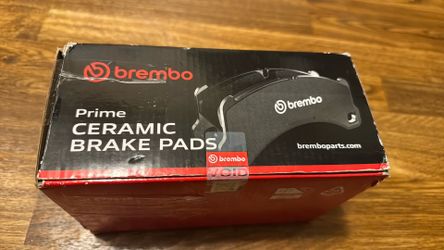 brembo
brembo
Prime
CERAMIC
BRAKE PADS
bremboparts.com
brembo
VOID